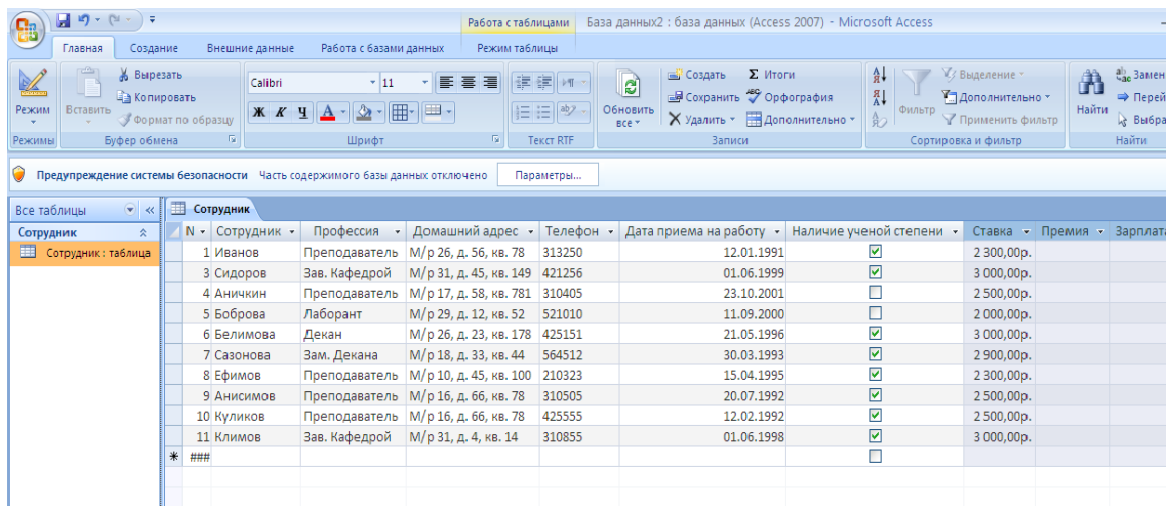 Работа с таблицами База данных2 : база данных (Access 2007) - Microsoft Access
Главная Создание Внешние данные Работа с базами данных Режим таблицы
Режим
Вставить
Вырезать
Копировать
Формат по образцу
Calibri 11
Ж К Ч А
ab
Обновить все
Создать Σ Итоги
Сохранить Орфография
Удалить Дополнительно
Фильтр
Выделение
Дополнительно
Применить фильтр
Найти
Замен
Перей
Выбра
Режимы Буфер обмена Шрифт Текст RTF Записи Сортировка и фильтр Найти
Предупреждение системы безопасности Часть содержимого базы данных отключено Параметры...
Все таблицы «
Сотрудник
Сотрудник : таблица
Сотрудник
N Сотрудник Профессия Домашний адрес Телефон Дата приема на работу Наличие ученой степени Ставка Премия Зарплата
1 Иванов Преподаватель М/р 26, д. 56, кв. 78 313250 12.01.1991 2 300,00р.
3 Сидоров Зав. Кафедрой М/р 31, д. 45, кв. 149 421256 01.06.1999 3 000,00р.
4 Аничкин Преподаватель М/р 17, д. 58, кв. 781 310405 23.10.2001 2 500,00р.
5 Боброва Лаборант М/р 29, д. 12, кв. 52 521010 11.09.2000 2 000,00р.
6 Белимова Декан М/р 26, д. 23, кв. 178 425151 21.05.1996 3 000,00р.
7 Сазонова Зам. Декана М/р 18, д. 33, кв. 44 564512 30.03.1993 2 900,00р.
8 Ефимов Преподаватель М/р 10, д. 45, кв. 100 210323 15.04.1995 2 300,00р.
9 Анисимов Преподаватель М/р 16, д. 66, кв. 78 310505 20.07.1992 2 500,00р.
10 Куликов Преподаватель М/р 16, д. 66, кв. 78 425555 12.02.1992 2 500,00р.
11 Климов Зав. Кафедрой М/р 31, д. 4, кв. 14 310855 01.06.1998 3 000,00р.
* ###